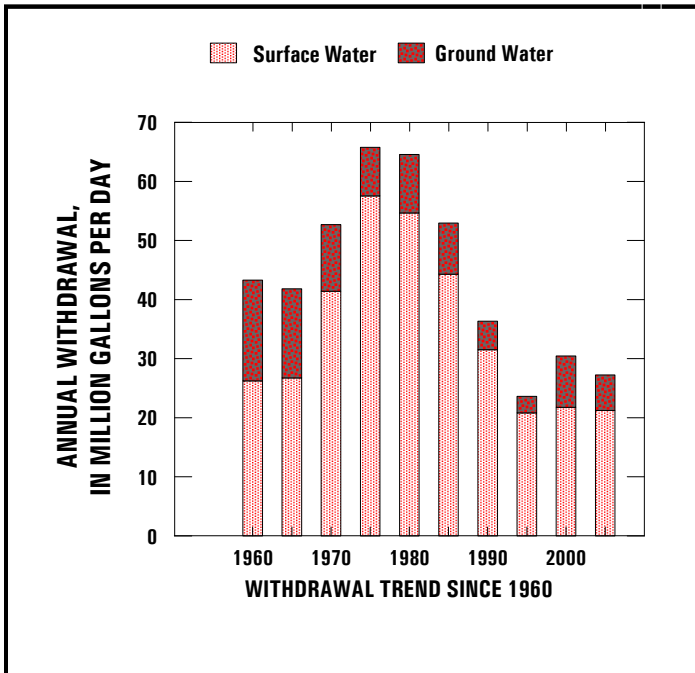 Surface Water Ground Water
ANNUAL WITHDRAWAL,
IN MILLION GALLONS PER DAY
70
60
50
40
30
20
10
0
1960 1970 1980 1990 2000
WITHDRAWAL TREND SINCE 1960